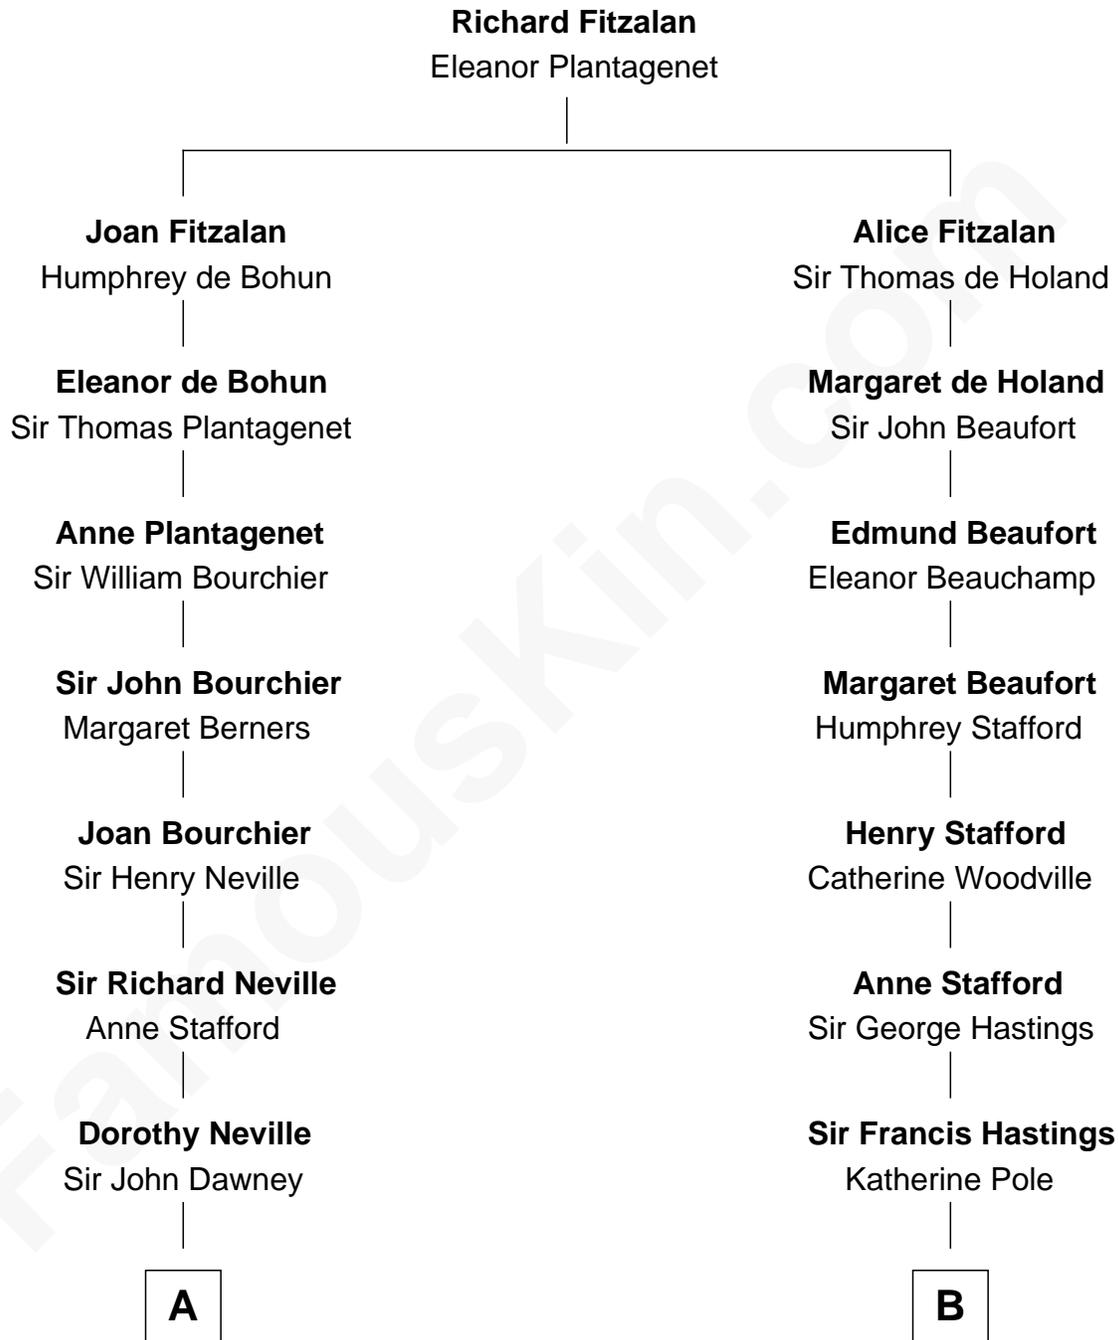 Richard Fitzalan
Eleanor Plantagenet
Joan Fitzalan
Humphrey de Bohun
Eleanor de Bohun
Sir Thomas Plantagenet
Anne Plantagenet
Sir William Bourchier
Sir John Bourchier
Margaret Berners
Joan Bourchier
Sir Henry Neville
Sir Richard Neville
Anne Stafford
Dorothy Neville
Sir John Dawney
A
Alice Fitzalan
Sir Thomas de Holand
Margaret de Holand
Sir John Beaufort
Edmund Beaufort
Eleanor Beauchamp
Margaret Beaufort
Humphrey Stafford
Henry Stafford
Catherine Woodville
Anne Stafford
Sir George Hastings
Sir Francis Hastings
Katherine Pole
B
FamousKin.com